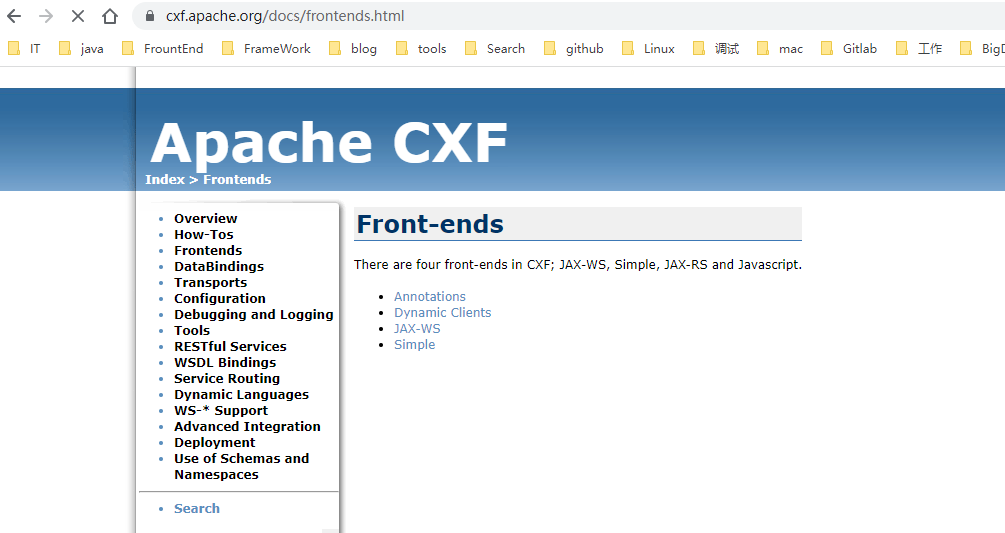 cxf.apache.org/docs/frontends.html
IT java FrountEnd FrameWork blog tools Search github Linux 调试 mac Gitlab 工作 BigD
Apache CXF
Index > Frontends
Overview
How-Tos
Frontends
DataBindings
Transports
Configuration
Debugging and Logging
Tools
RESTful Services
WSDL Bindings
Service Routing
Dynamic Languages
WS-* Support
Advanced Integration
Deployment
Use of Schemas and
Namespaces
Search
Front-ends
There are four front-ends in CXF; JAX-WS, Simple, JAX-RS and Javascript.
Annotations
Dynamic Clients
JAX-WS
Simple